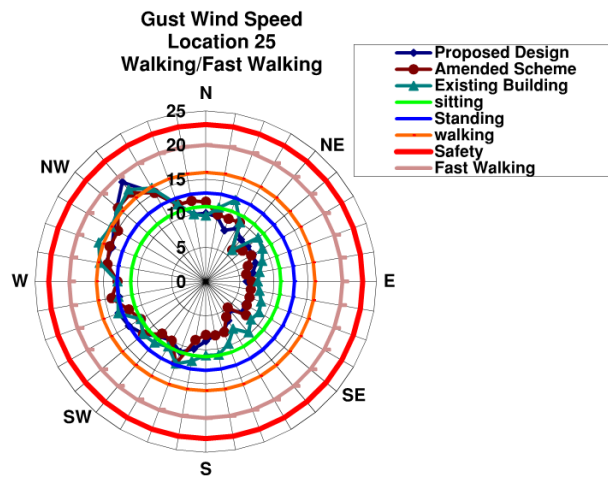 Gust Wind Speed
Location 25
Walking/Fast Walking
Proposed Design
Amended Scheme
Existing Building
sitting
Standing
walking
Safety
Fast Walking
N
25
NE
20
NW
15
10
5
W
0
E
SW
SE
S